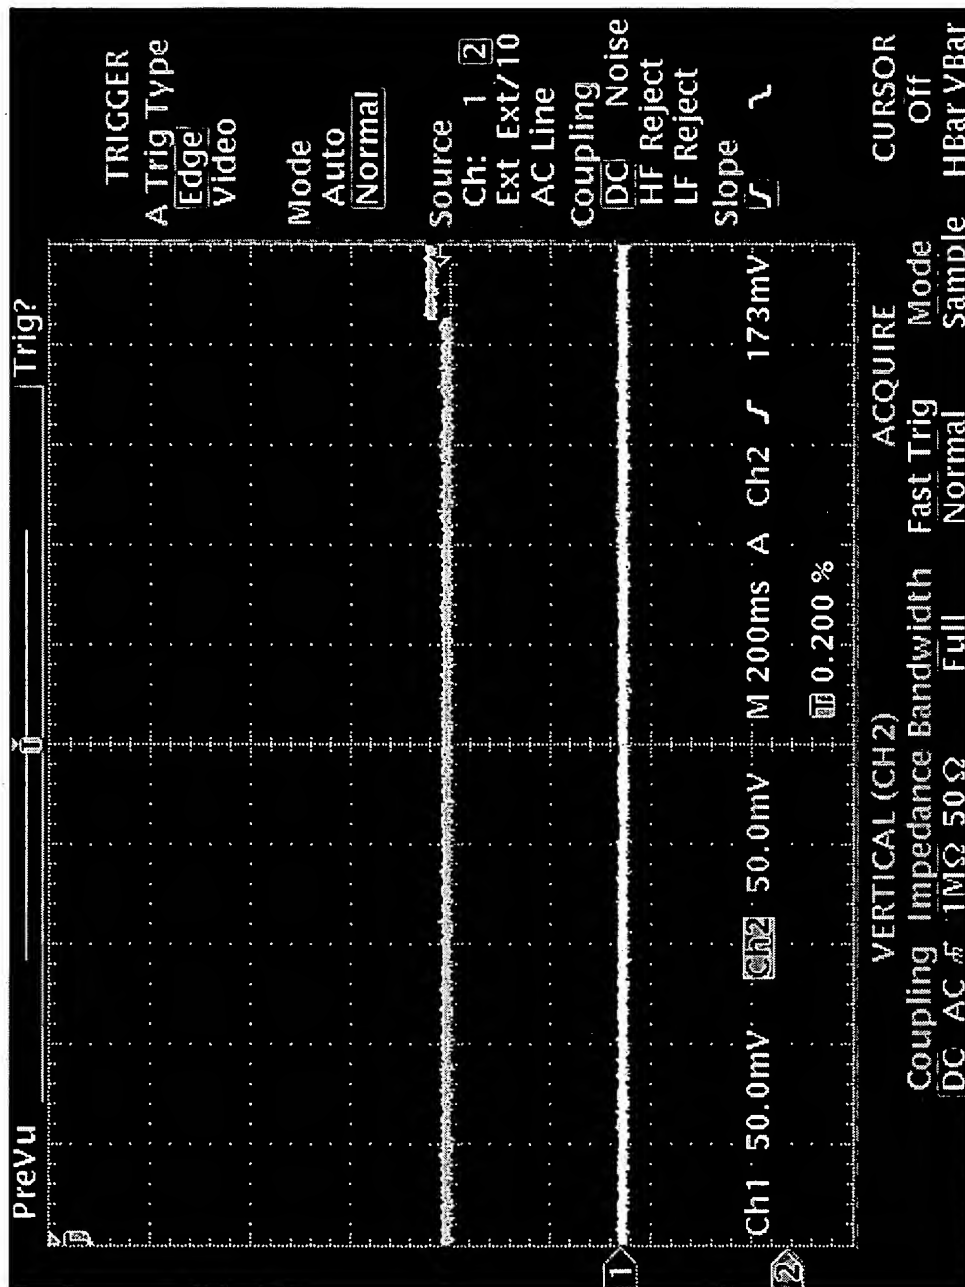 PreVu
Trig?
TRIGGER
A Trig Type
Edge
Video
Mode
Auto
Normal
Source
Ch: 1 2
Ext Ext/10
AC Line
Coupling
DC Noise
HF Reject
LF Reject
Slope
1
2
Ch1 50.0mV Ch2 50.0mV M 200ms A Ch2 173mV
0.200 %
VERTICAL (CH2)
Coupling Impedance Bandwidth
DC AC 1MΩ 50 Ω Full
ACQUIRE
Fast Trig Mode
Normal Sample
CURSOR
Off
HBar VBar